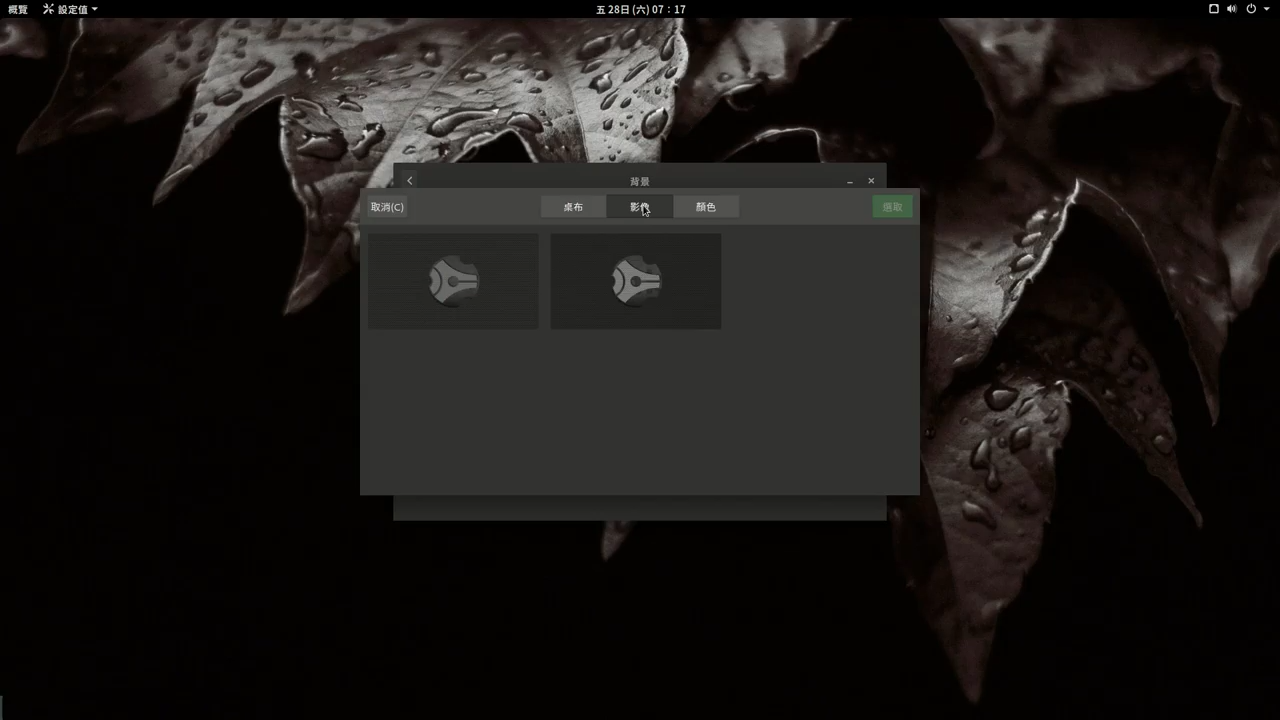 概覽 設定值 五 28日 (六) 07：17
背景
取消(C) 桌布 影像 顏色 選取